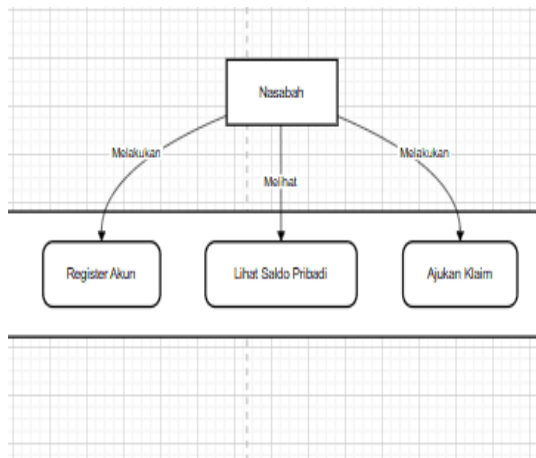 Nasabah
Melakukan
Melakukan
Melihat
Register Akun
Lihat Saldo Pribadi
Ajukan Klaim